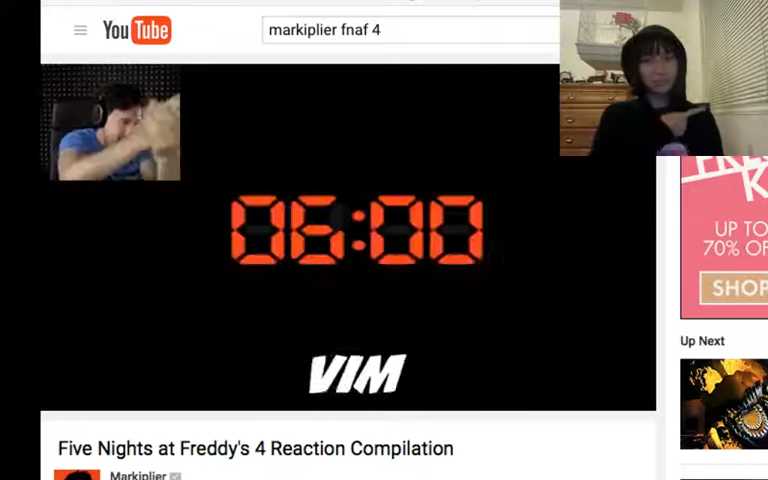 YouTube
markiplier fnaf 4
06:00
VIM
UP TO
70% OF
SHOP
Up Next
Five Nights at Freddy's 4 Reaction Compilation
Markiplier